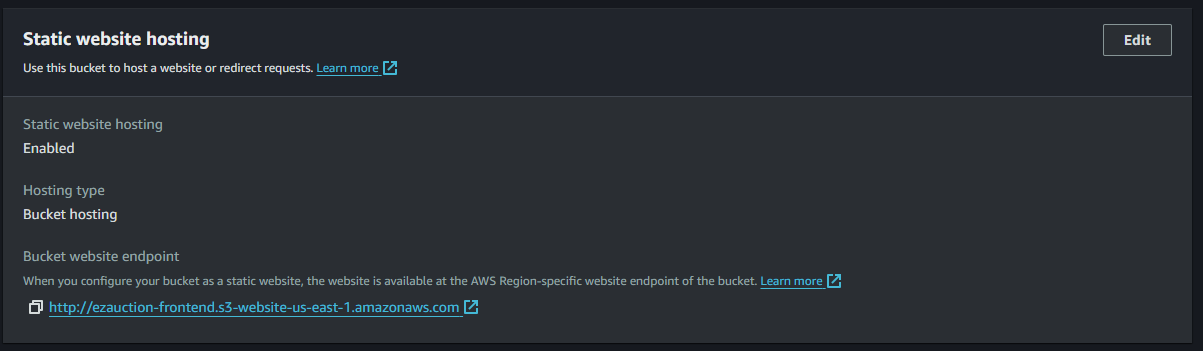 Static website hosting
Edit
Use this bucket to host a website or redirect requests. Learn more
Static website hosting
Enabled
Hosting type
Bucket hosting
Bucket website endpoint
When you configure your bucket as a static website, the website is available at the AWS Region-specific website endpoint of the bucket. Learn more
http://ezauction-frontend.s3-website-us-east-1.amazonaws.com